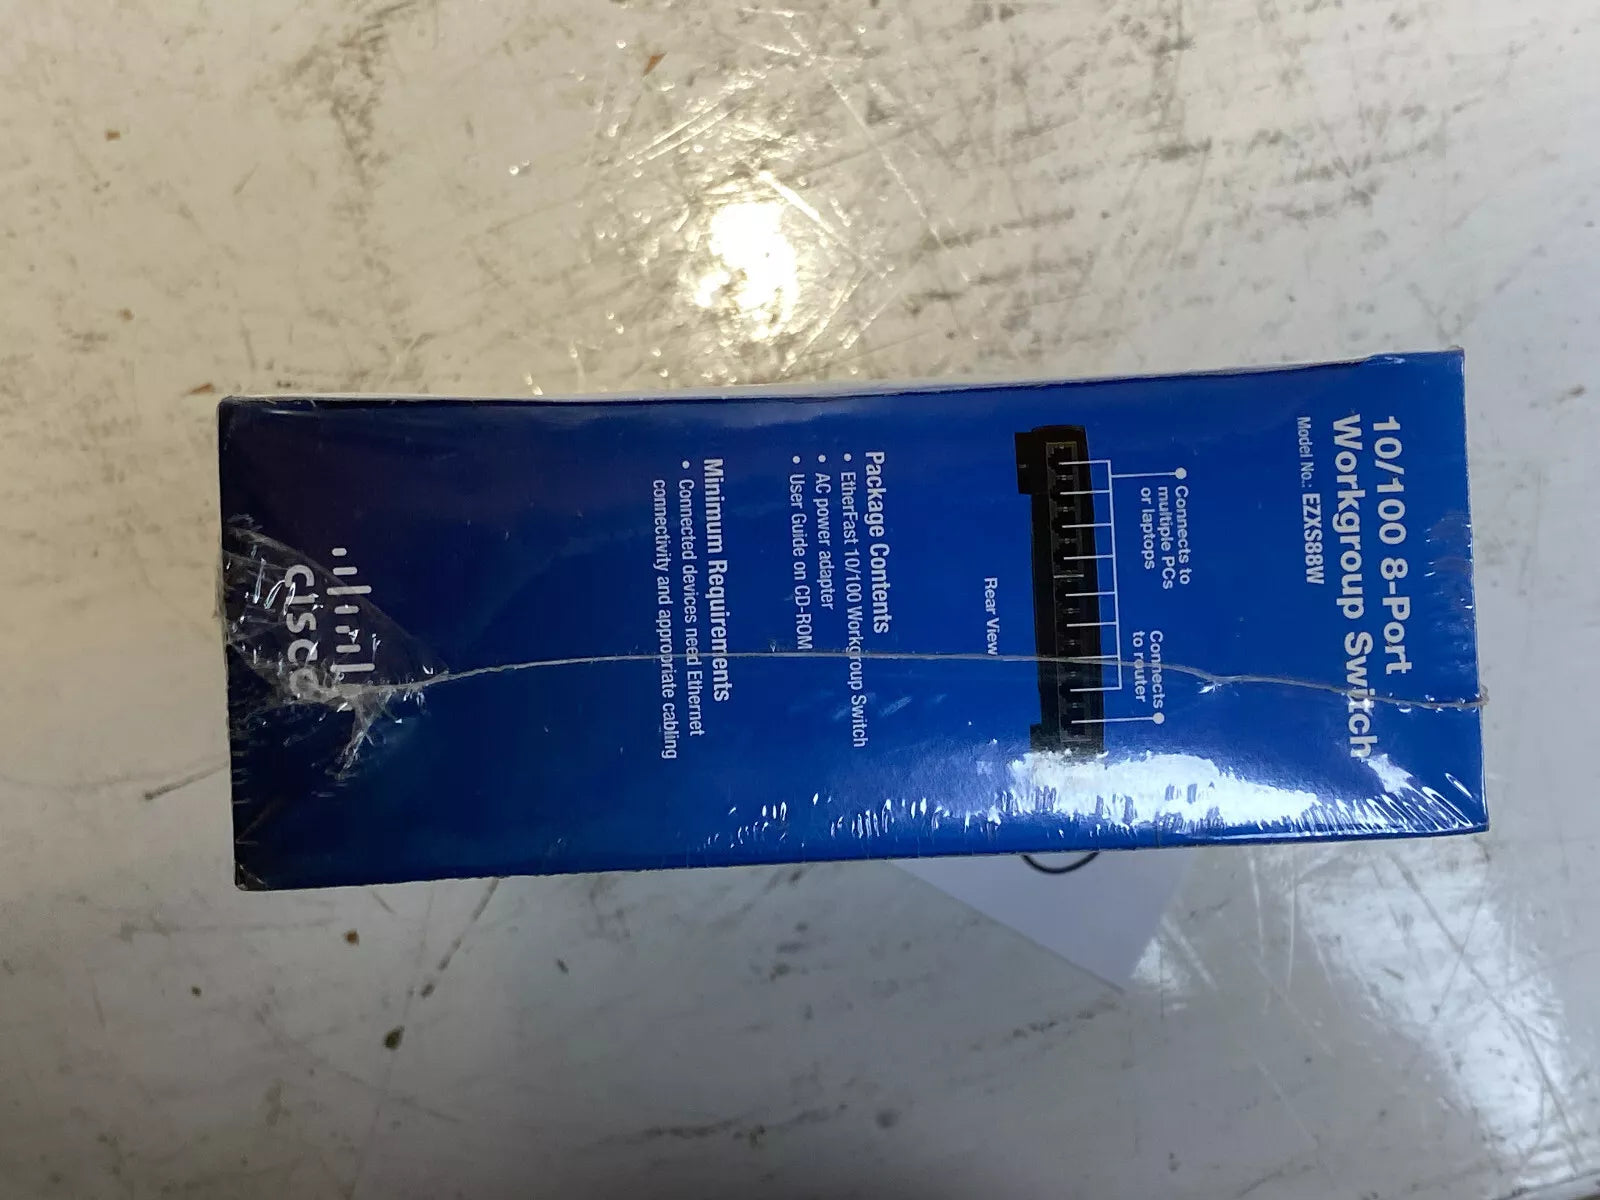 10/100 8-Port
Workgroup Switch
Model No.: EZXS88W
Connects to
multiple PCs
or laptops
Connects
to router
Rear View
Package Contents
• EtherFast 10/100 Workgroup Switch
• AC power adapter
• User Guide on CD-ROM
Minimum Requirements
• Connected devices need Ethernet
connectivity and appropriate cabling
CISCO